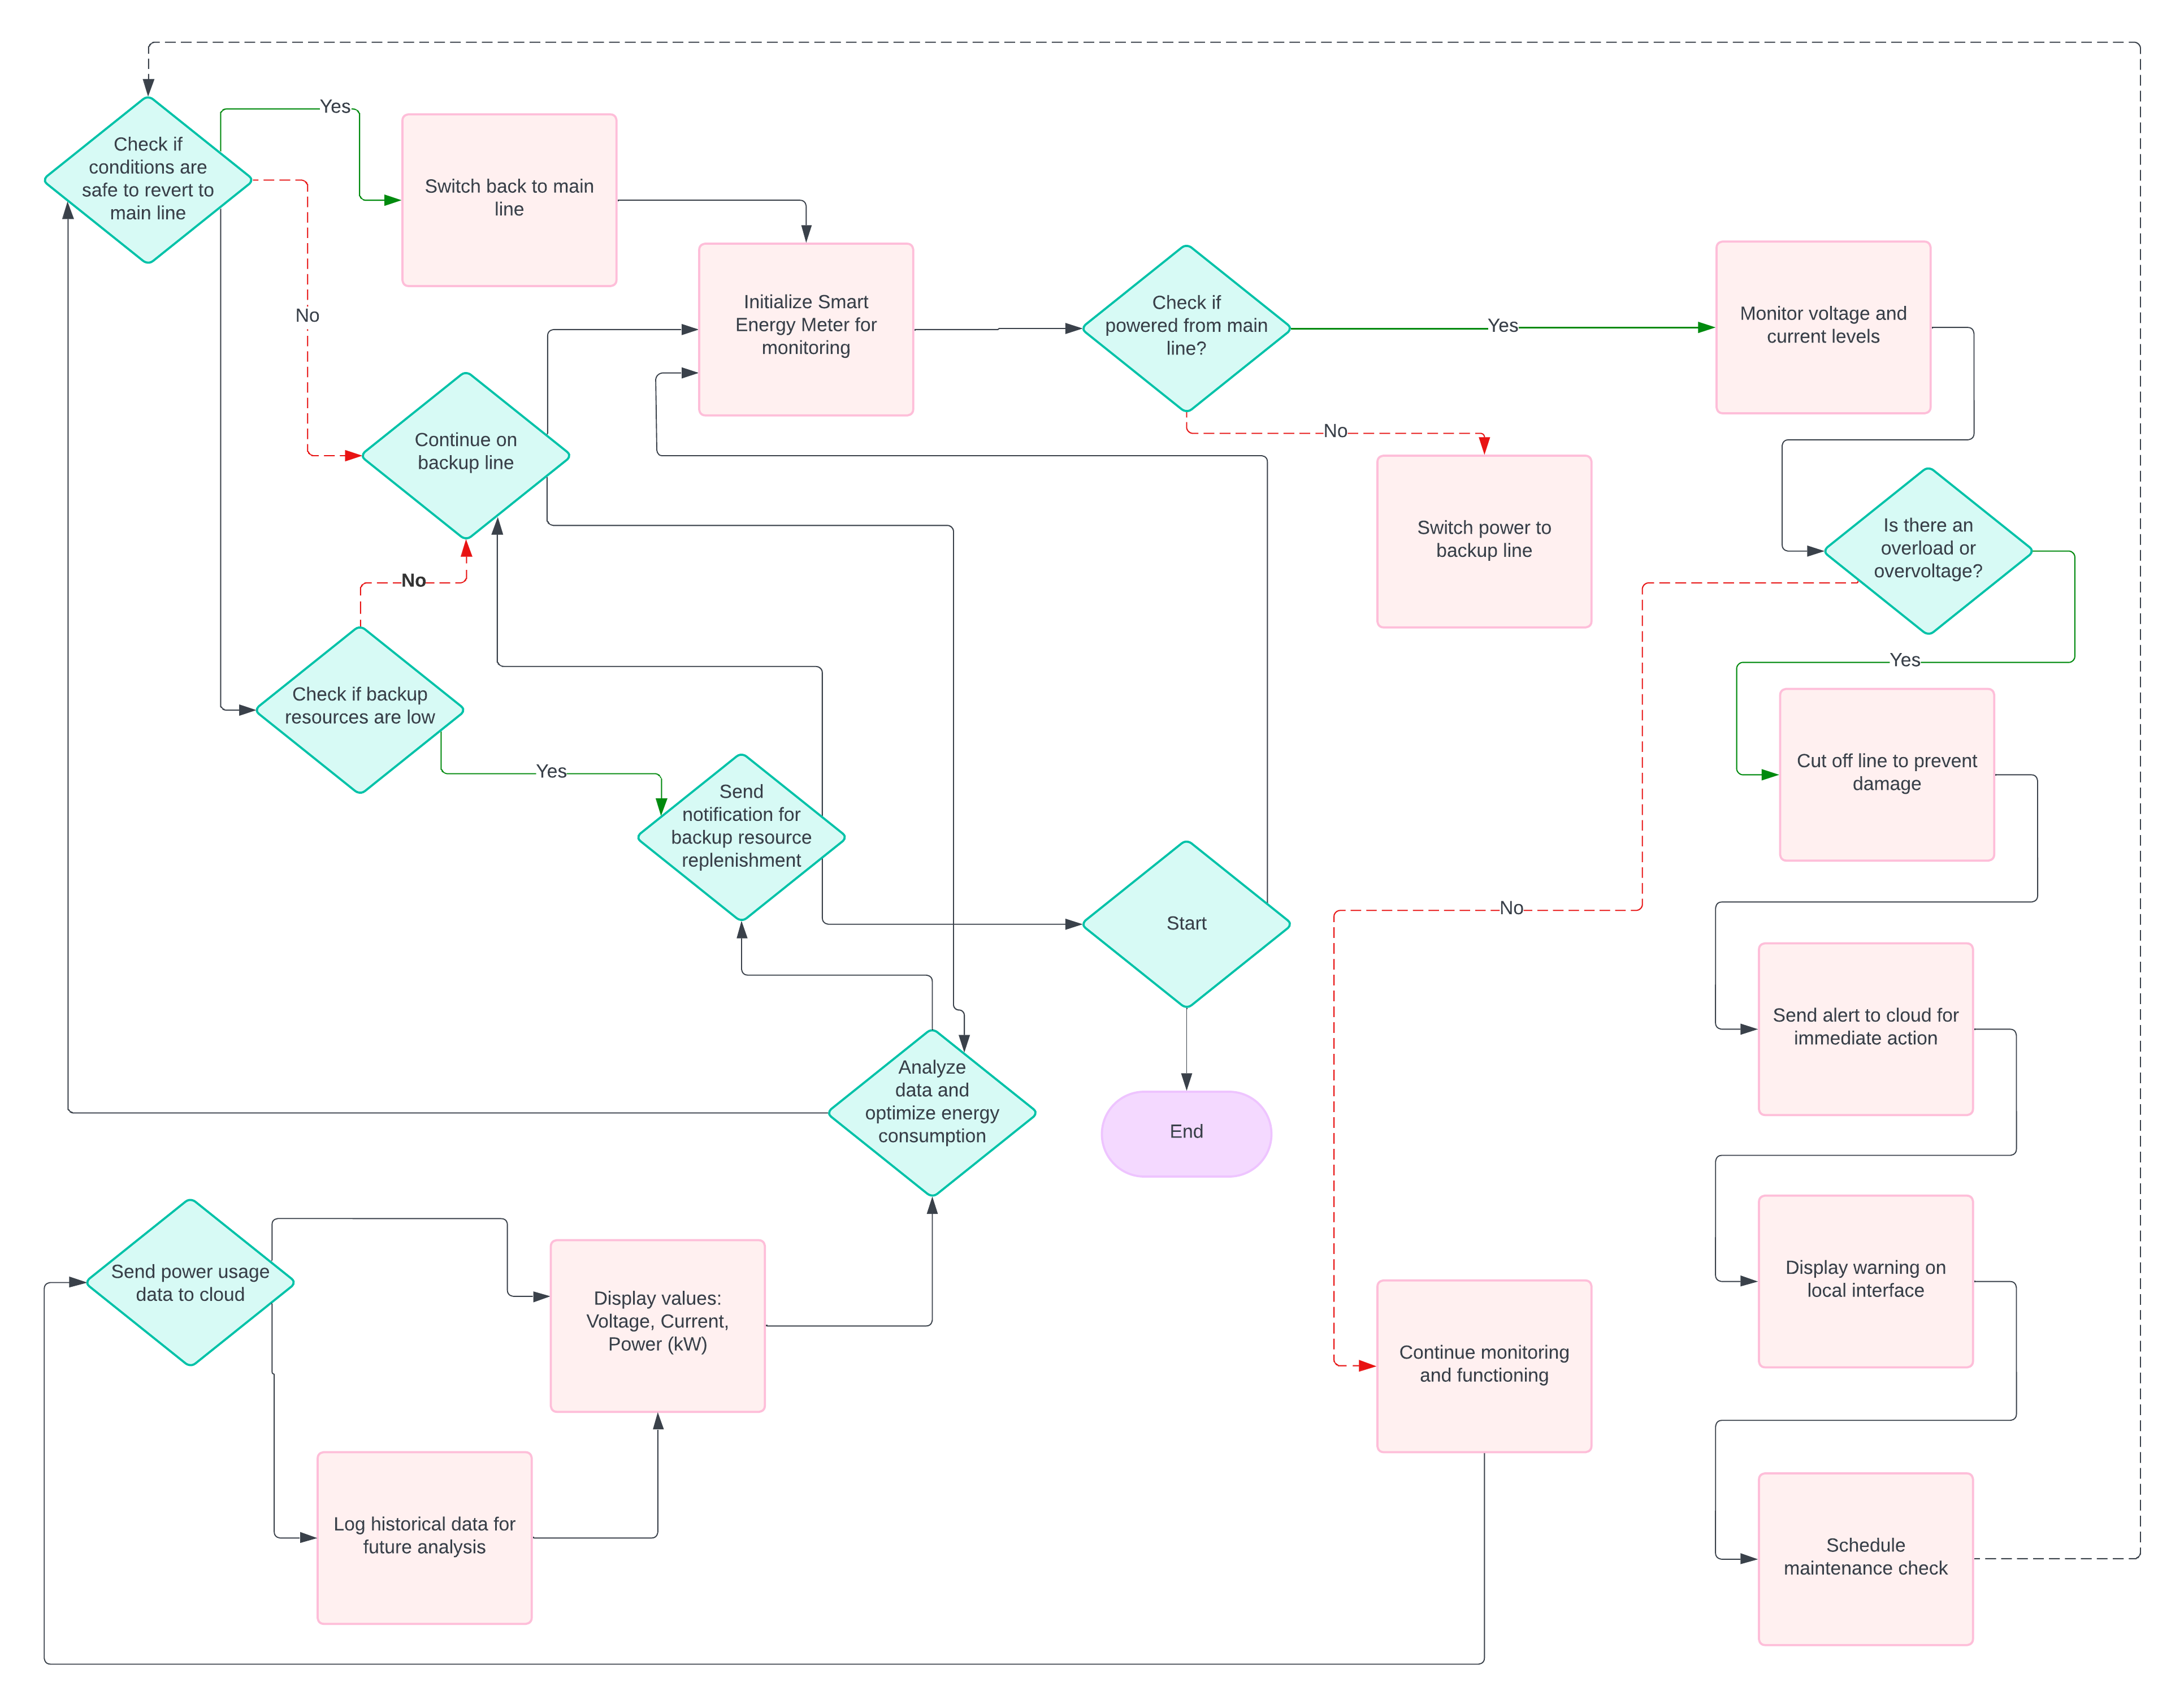 Yes
Check if
conditions are
safe to revert to
main line
Switch back to main
line
No
Initialize Smart
Energy Meter for
monitoring
Check if
powered from main
line?
Yes
Monitor voltage and
current levels
No
Continue on
backup line
Switch power to
backup line
Is there an
overload or
overvoltage?
No
Yes
Check if backup
resources are low
Yes
Send
notification for
backup resource
replenishment
Cut off line to prevent
damage
No
Start
Send alert to cloud for
immediate action
Analyze
data and
optimize energy
consumption
End
Send power usage
data to cloud
Display values:
Voltage, Current,
Power (kW)
Display warning on
local interface
Continue monitoring
and functioning
Log historical data for
future analysis
Schedule
maintenance check